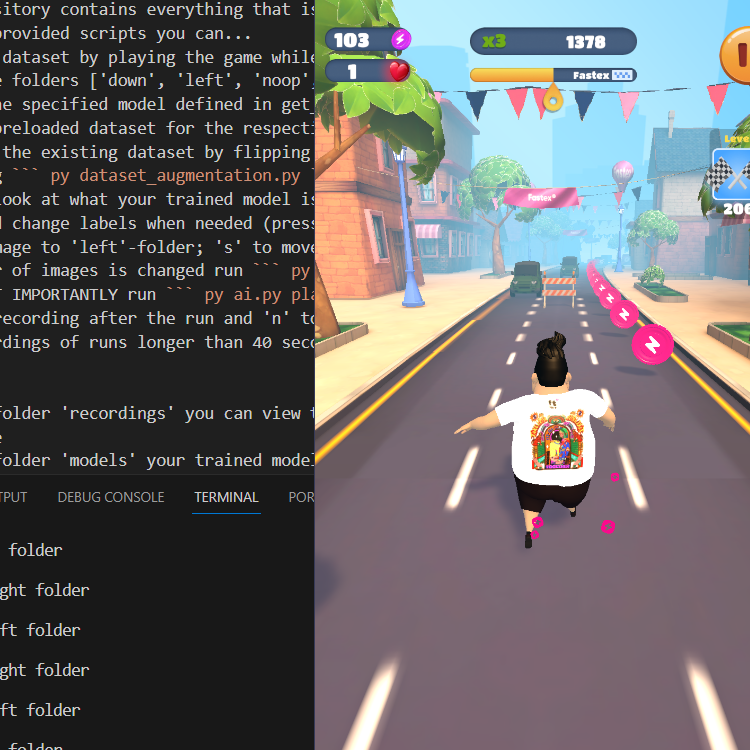 sitory contains everything that is
provided scripts you can...
dataset by playing the game while
e folders ['down', 'left', 'noop',
he specified model defined in get_
preloaded dataset for the respecti
the existing dataset by flipping
g ``` py dataset_augmentation.py `
look at what your trained model is
d change labels when needed (press
mage to 'left'-folder; 's' to move
r of images is changed run ``` py
T IMPORTANTLY run ``` py ai.py pla
recording after the run and 'n' to
rdings of runs longer than 40 seco
folder 'recordings' you can view t
e
folder 'models' your trained model
TPUT DEBUG CONSOLE TERMINAL POR
folder
ght folder
ft folder
ght folder
ft folder
folder
103
1
x3 1378
Fastex
Leve
206
Fastex